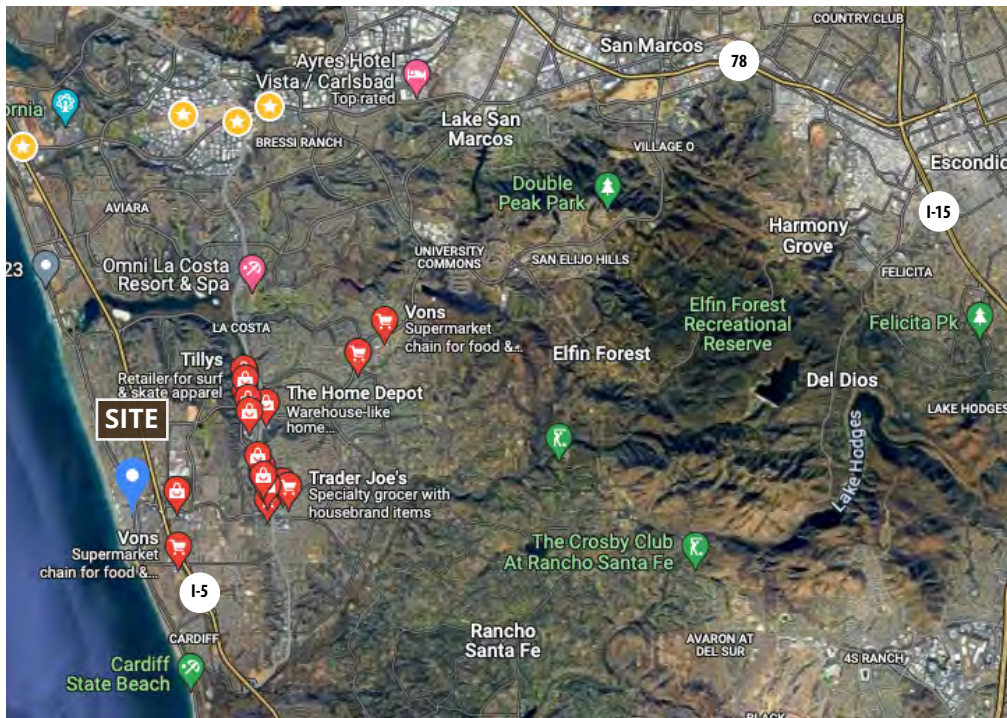 COUNTRY CLUB
San Marcos
78
Ayres Hotel
Vista / Carlsbad
Top rated
ornia
Lake San
Marcos
BRESSI RANCH
VILLAGE O
Escondid
Double
Peak Park
I-15
AVIARA
Harmony
Grove
UNIVERSITY
COMMONS
SAN ELIJO HILLS
FELICITA
23
Omni La Costa
Resort & Spa
Elfin Forest
Recreational
Reserve
Felicita Pk
LA COSTA
Vons
Supermarket
chain for food &...
Elfin Forest
Tillys
Retailer for surf
& skate apparel
The Home Depot
Warehouse-like
home...
Del Dios
LAKE HODGES
SITE
Lake Hodges
Trader Joe's
Specialty grocer with
housebrand items
Vons
Supermarket
chain for food &...
The Crosby Club
At Rancho Santa Fe
I-5
CARDIFF
Rancho
Santa Fe
AVARON AT
DEL SUR
4S RANCH
Cardiff
State Beach
BLACK